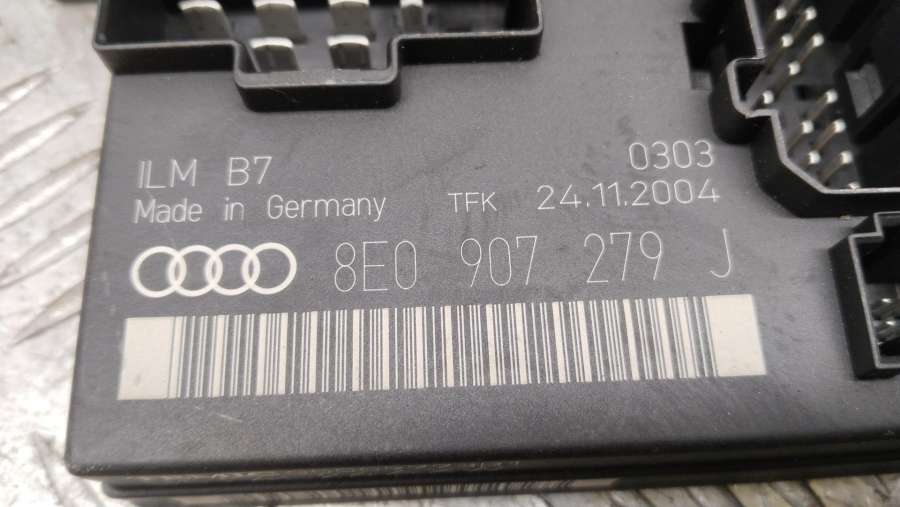 ILM B7 0303
Made in Germany TFK 24.11.2004
8E0 907 279 J